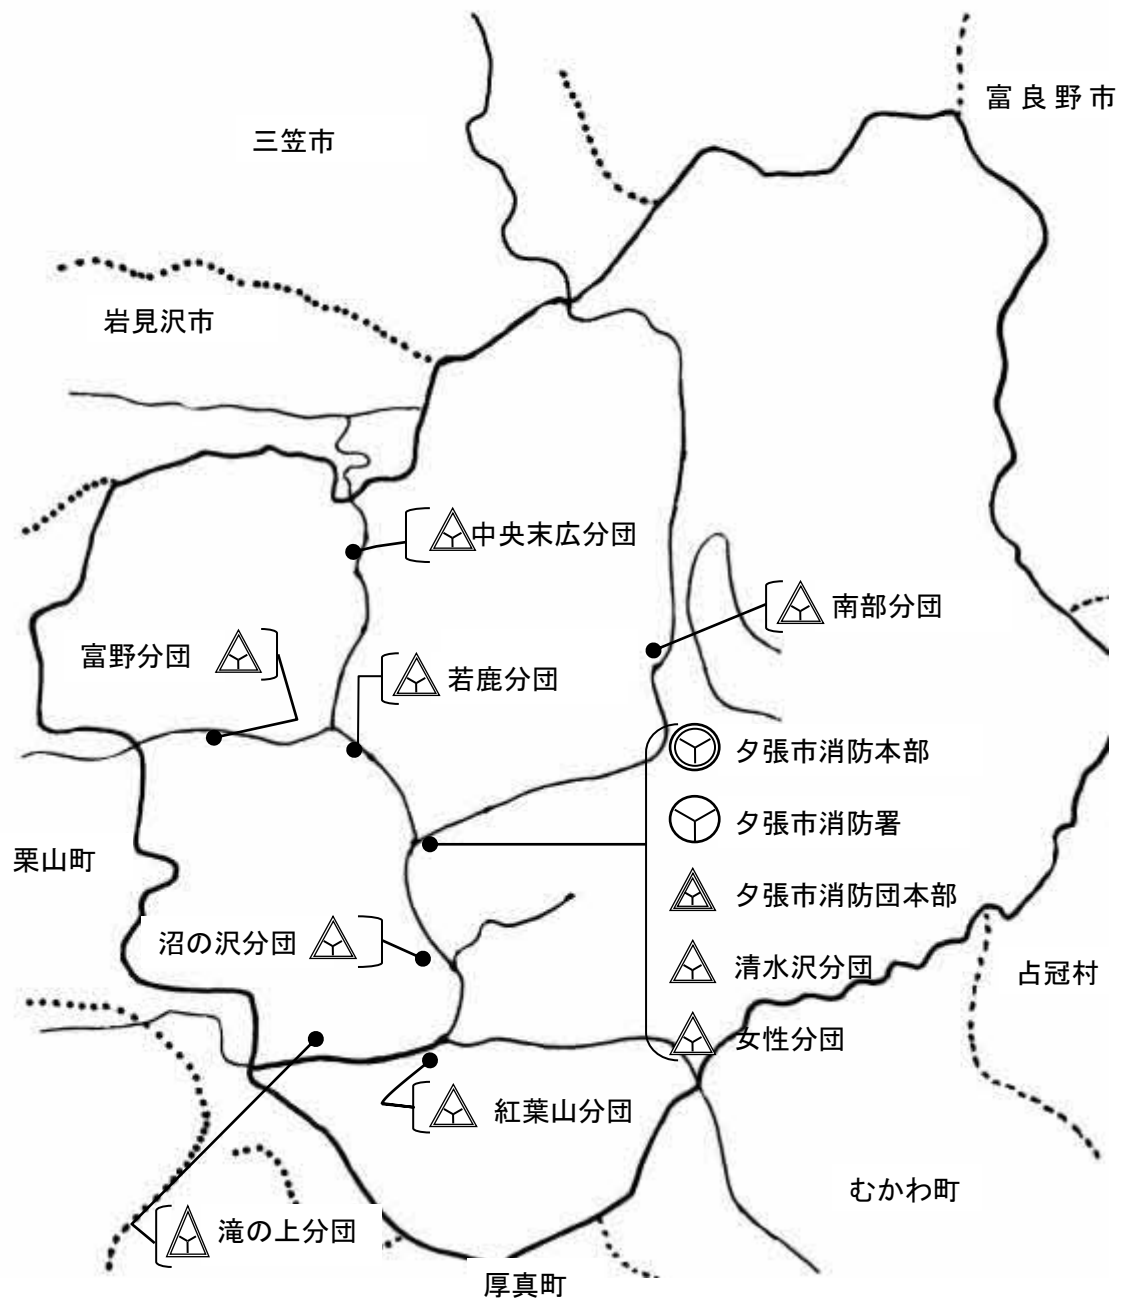 富良野市
三笠市
岩見沢市
中央末広分団
南部分団
富野分団
若鹿分団
夕張市消防本部
夕張市消防署
栗山町
夕張市消防団本部
沼の沢分団
清水沢分団
占冠村
女性分団
紅葉山分団
むかわ町
滝の上分団
厚真町